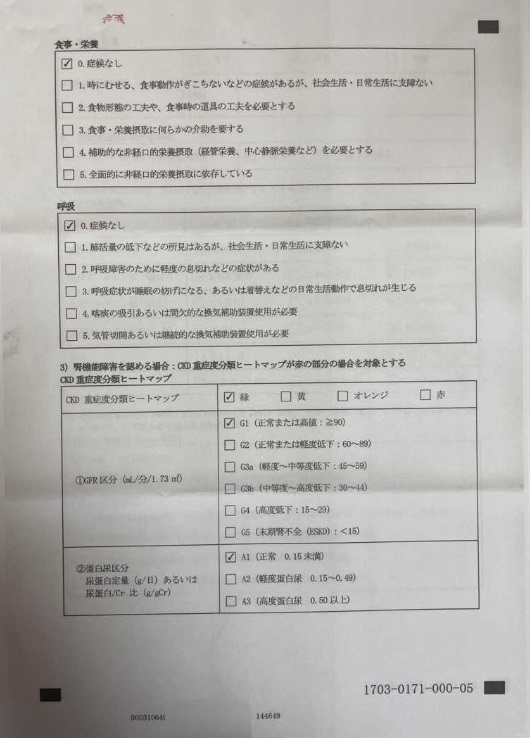 食事・栄養
☑ 0. 症候なし
☐ 1. 時にむせる、食事動作がぎこちないなどの症候があるが、社会生活・日常生活に支障ない
☐ 2. 食物形態の工夫や、食事時の道具の工夫を必要とする
☐ 3. 食事・栄養摂取に何らかの介助を要する
☐ 4. 補助的な非経口的栄養摂取（経管栄養、中心静脈栄養など）を必要とする
☐ 5. 全面的に非経口的栄養摂取に依存している
呼吸
☑ 0. 症候なし
☐ 1. 肺活量の低下などの所見はあるが、社会生活・日常生活に支障ない
☐ 2. 呼吸障害のために軽度の息切れなどの症状がある
☐ 3. 呼吸症状が睡眠の妨げになる、あるいは着替えなどの日常生活動作で息切れが生じる
☐ 4. 喀痰の吸引あるいは間欠的な換気補助装置使用が必要
☐ 5. 気管切開あるいは継続的な換気補助装置使用が必要
3）腎機能障害を認める場合：CKD 重症度分類ヒートマップが赤の部分の場合を対象とする
CKD 重症度分類ヒートマップ
CKD 重症度分類ヒートマップ ☑ 緑 ☐ 黄 ☐ オレンジ ☐ 赤
①GFR 区分（mL/分/1.73 ㎡）
☑ G1（正常または高値：≧90）
☐ G2（正常または軽度低下：60～89）
☐ G3a（軽度～中等度低下：45～59）
☐ G3b（中等度～高度低下：30～44）
☐ G4（高度低下：15～29）
☐ G5（末期腎不全（ESKD）：＜15）
②蛋白尿区分
尿蛋白定量（g/日）あるいは
尿蛋白/Cr 比（g/gCr）
☑ A1（正常 0.15 未満）
☐ A2（軽度蛋白尿 0.15～0.49）
☐ A3（高度蛋白尿 0.50 以上）
1703-0171-000-05
144649